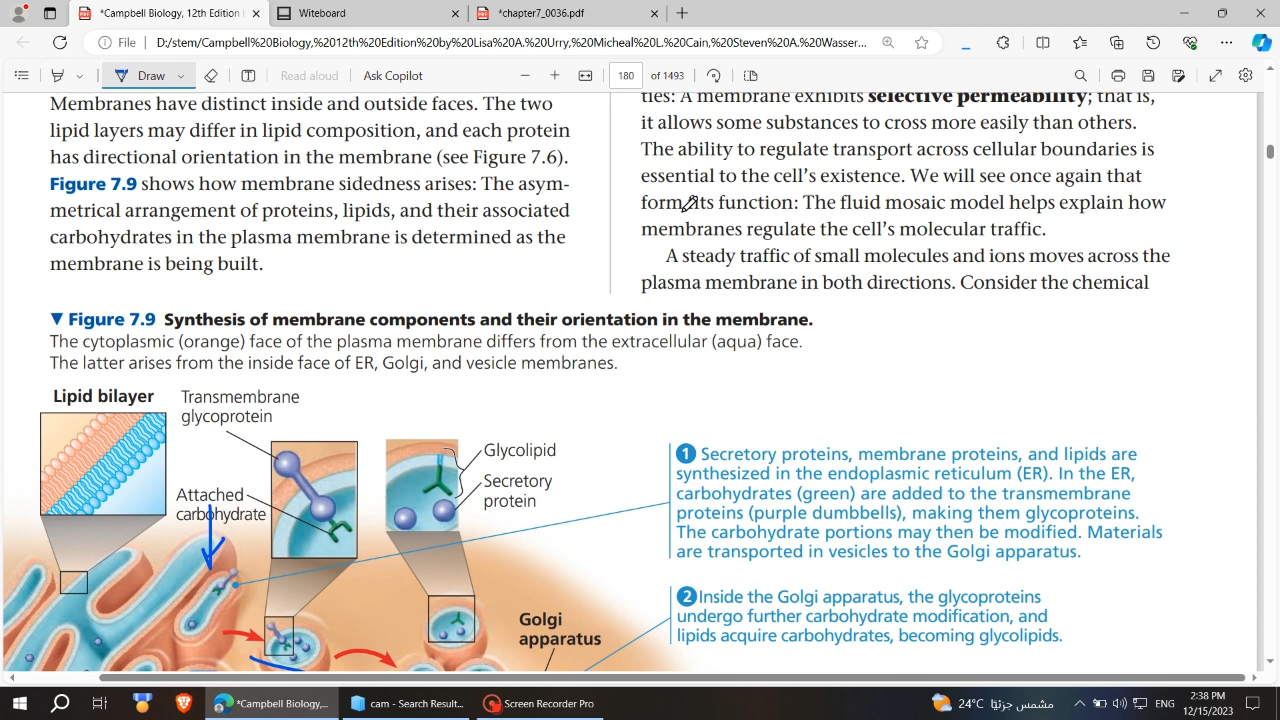 *Campbell Biology, 12th Edition
Witeboard
*chapter7_0036.pdf
File
D:/stem/Campbell%20Biology,%2012th%20Edition%20by%20Lisa%20A.%20Urry,%20Micheal%20L.%20Cain,%20Steven%20A.%20Wasser...
Draw
Read aloud
Ask Copilot
180 of 1493
Membranes have distinct inside and outside faces. The two
lipid layers may differ in lipid composition, and each protein
has directional orientation in the membrane (see Figure 7.6).
Figure 7.9 shows how membrane sidedness arises: The asym-
metrical arrangement of proteins, lipids, and their associated
carbohydrates in the plasma membrane is determined as the
membrane is being built.
ties: A membrane exhibits selective permeability; that is,
it allows some substances to cross more easily than others.
The ability to regulate transport across cellular boundaries is
essential to the cell's existence. We will see once again that
form its function: The fluid mosaic model helps explain how
membranes regulate the cell's molecular traffic.
A steady traffic of small molecules and ions moves across the
plasma membrane in both directions. Consider the chemical
▼ Figure 7.9 Synthesis of membrane components and their orientation in the membrane.
The cytoplasmic (orange) face of the plasma membrane differs from the extracellular (aqua) face.
The latter arises from the inside face of ER, Golgi, and vesicle membranes.
Lipid bilayer
Transmembrane
glycoprotein
Attached
carbohydrate
Glycolipid
Secretory
protein
Golgi
apparatus
1 Secretory proteins, membrane proteins, and lipids are
synthesized in the endoplasmic reticulum (ER). In the ER,
carbohydrates (green) are added to the transmembrane
proteins (purple dumbbells), making them glycoproteins.
The carbohydrate portions may then be modified. Materials
are transported in vesicles to the Golgi apparatus.
2 Inside the Golgi apparatus, the glycoproteins
undergo further carbohydrate modification, and
lipids acquire carbohydrates, becoming glycolipids.
*Campbell Biology,...
cam - Search Result...
Screen Recorder Pro
24°C مشمس جزئيًا
ENG
2:38 PM
12/15/2023